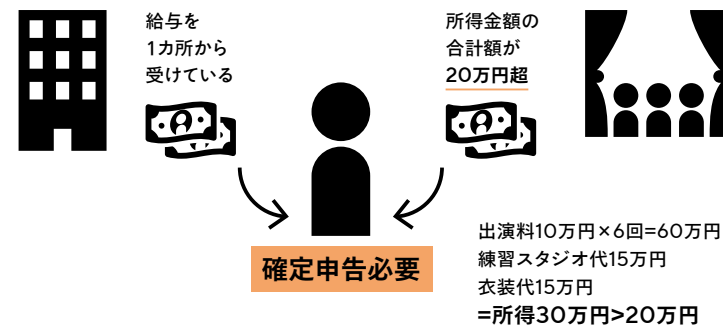 給与を
1カ所から
受けている
所得金額の
合計額が
20万円超
確定申告必要
出演料10万円×6回=60万円
練習スタジオ代15万円
衣装代15万円
=所得30万円>20万円